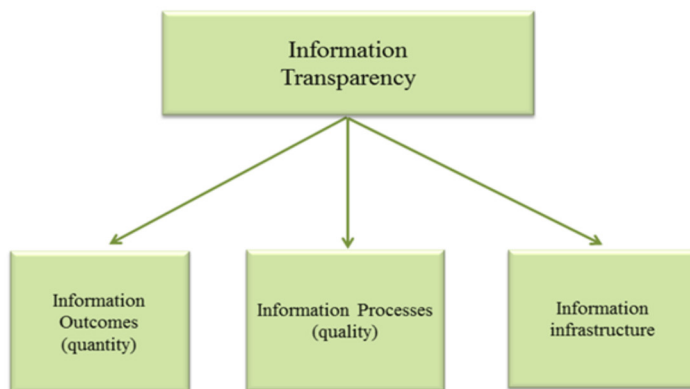 Information
Transparency
Information
Outcomes
(quantity)
Information Processes
(quality)
Information
infrastructure